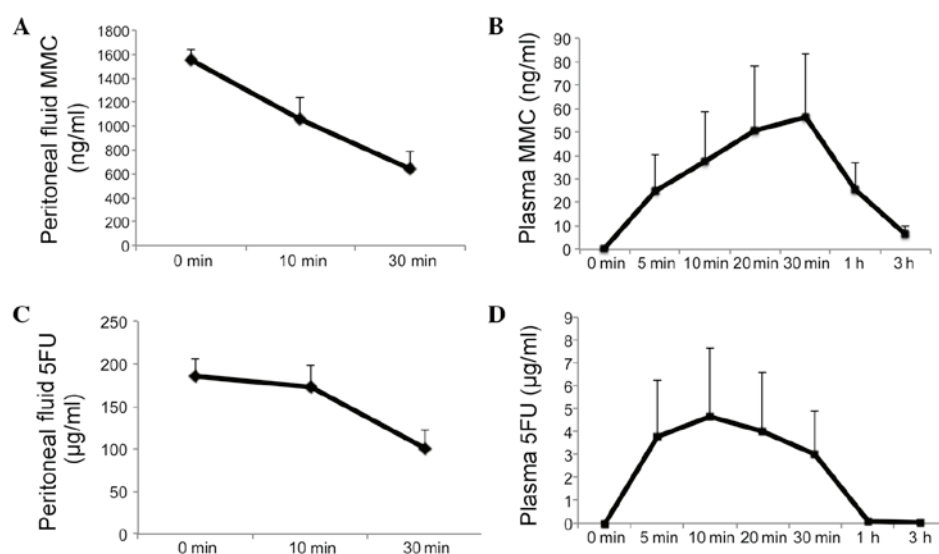 A
Peritoneal fluid MMC
(ng/ml)
1800
1600
1400
1200
1000
800
600
400
200
0
0 min 10 min 30 min
B
Plasma MMC (ng/ml)
90
80
70
60
50
40
30
20
10
0
0 min 5 min 10 min 20 min 30 min 1 h 3 h
C
Peritoneal fluid 5FU
(µg/ml)
250
200
150
100
50
0
0 min 10 min 30 min
D
Plasma 5FU (µg/ml)
9
8
7
6
5
4
3
2
1
0
0 min 5 min 10 min 20 min 30 min 1 h 3 h